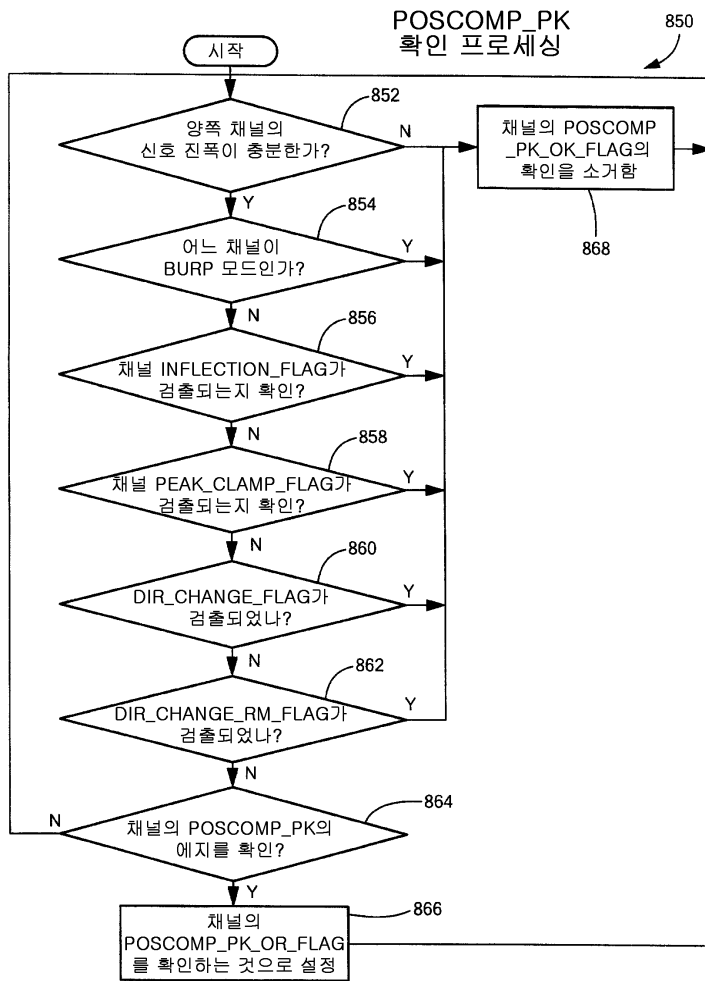 POSCOMP_PK
확인 프로세싱
850
시작
852
양쪽 채널의
신호 진폭이 충분한가?
N
Y
채널의 POSCOMP
_PK_OK_FLAG의
확인을 소거함
868
854
어느 채널이
BURP 모드인가?
Y
N
856
채널 INFLECTION_FLAG가
검출되는지 확인?
Y
N
858
채널 PEAK_CLAMP_FLAG가
검출되는지 확인?
Y
N
860
DIR_CHANGE_FLAG가
검출되었나?
Y
N
862
DIR_CHANGE_RM_FLAG가
검출되었나?
Y
N
864
N
채널의 POSCOMP_PK의
에지를 확인?
Y
866
채널의
POSCOMP_PK_OR_FLAG
를 확인하는 것으로 설정